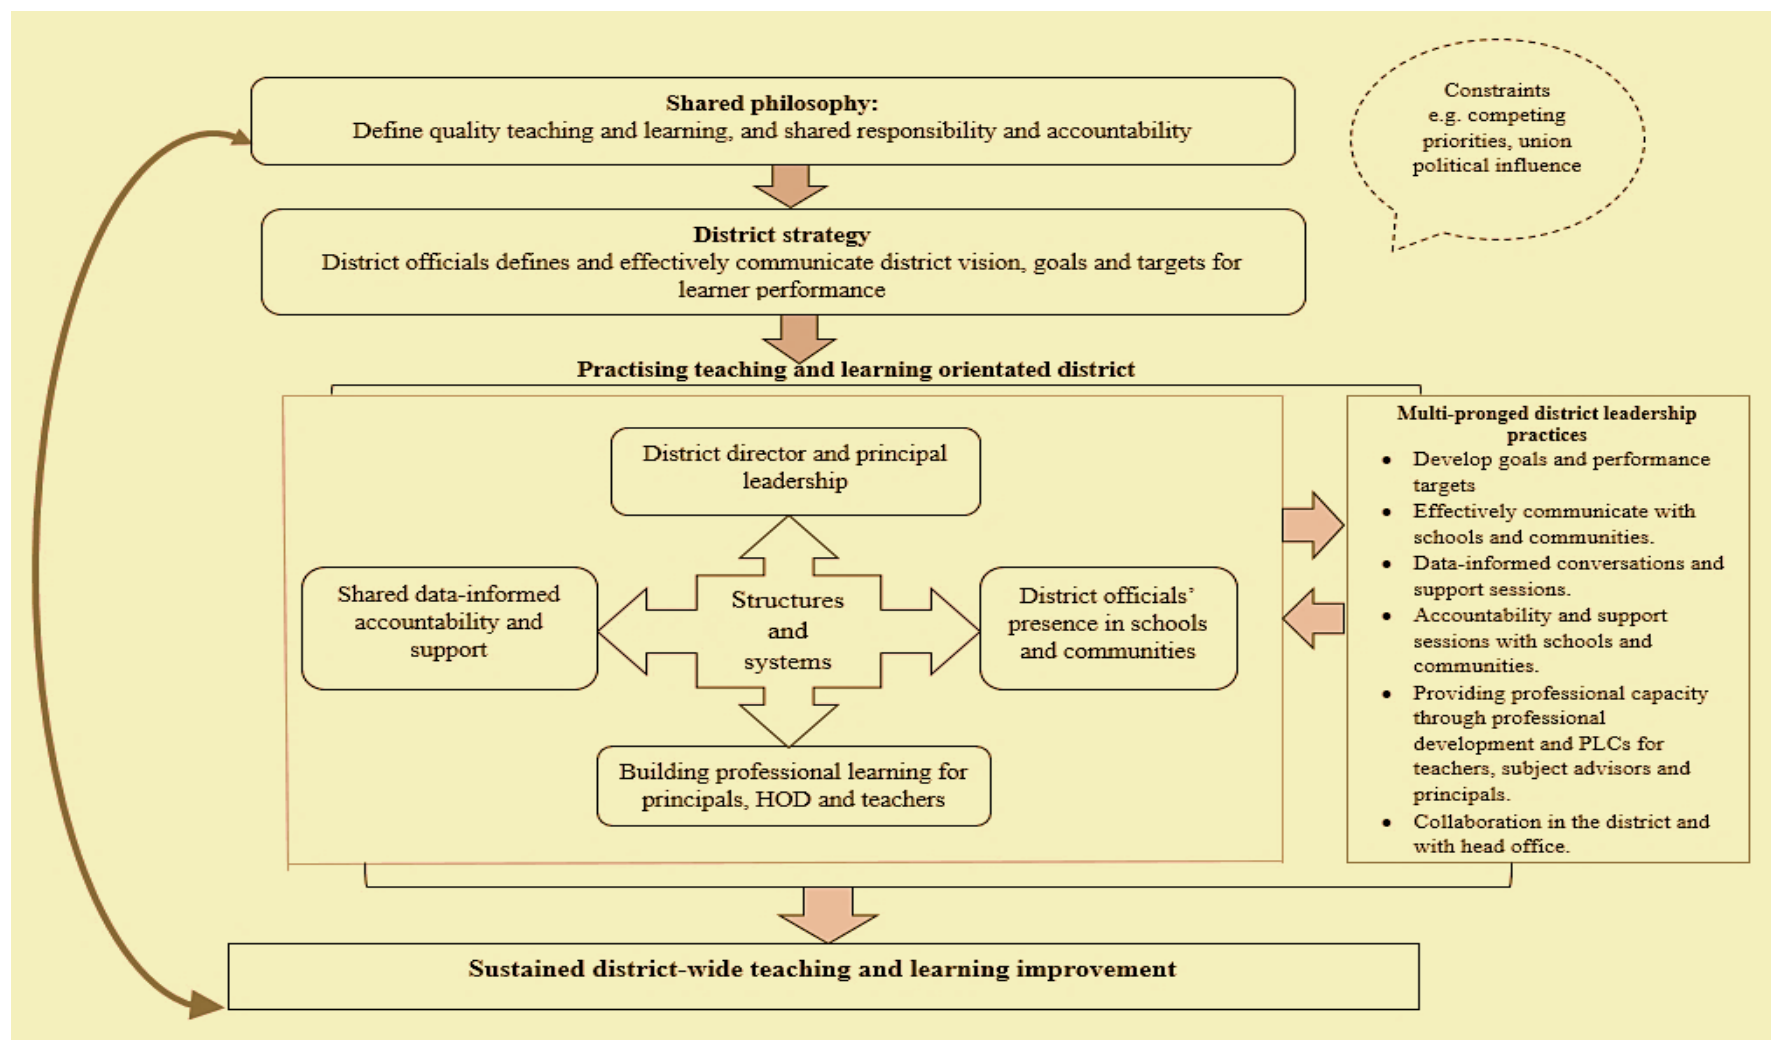 Shared philosophy:
Define quality teaching and learning, and shared responsibility and accountability
Constraints
e.g. competing
priorities, union
political influence
District strategy
District officials defines and effectively communicate district vision, goals and targets for
learner performance
Practising teaching and learning orientated district
District director and principal
leadership
Shared data-informed
accountability and
support
Structures
and
systems
District officials’
presence in schools
and communities
Building professional learning for
principals, HOD and teachers
Multi-pronged district leadership
practices
• Develop goals and performance
targets
• Effectively communicate with
schools and communities.
• Data-informed conversations and
support sessions.
• Accountability and support
sessions with schools and
communities.
• Providing professional capacity
through professional
development and PLCs for
teachers, subject advisors and
principals.
• Collaboration in the district and
with head office.
Sustained district-wide teaching and learning improvement